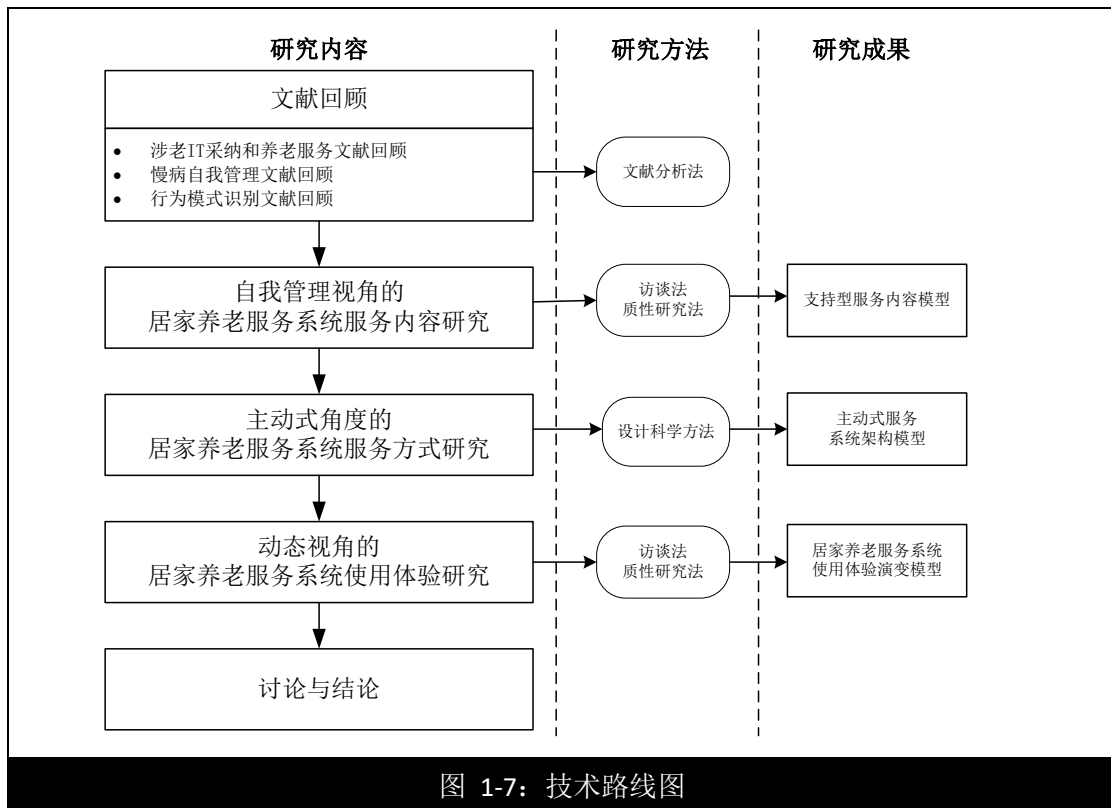 研究内容
研究方法
研究成果
文献回顾
• 涉老IT采纳和养老服务文献回顾
• 慢病自我管理文献回顾
• 行为模式识别文献回顾
文献分析法
自我管理视角的
居家养老服务系统服务内容研究
访谈法
质性研究法
支持型服务内容模型
主动式角度的
居家养老服务系统服务方式研究
设计科学方法
主动式服务
系统架构模型
动态视角的
居家养老服务系统使用体验研究
访谈法
质性研究法
居家养老服务系统
使用体验演变模型
讨论与结论
图 1-7：技术路线图